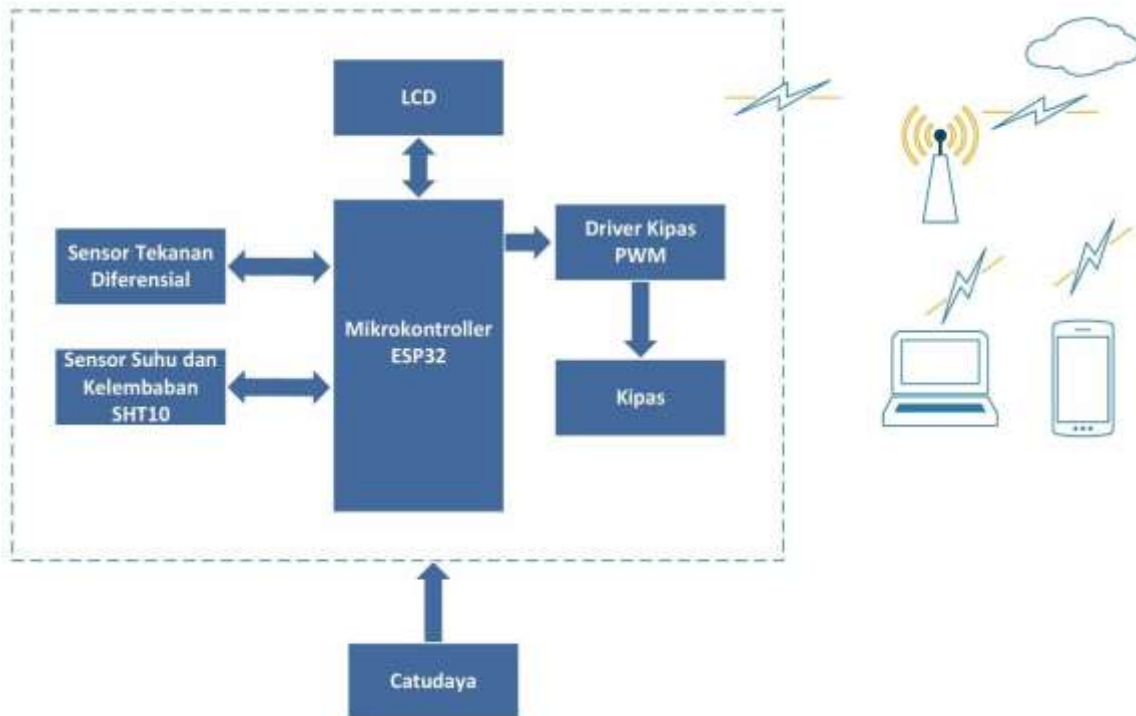 LCD
Sensor Tekanan
Diferensial
Driver Kipas
PWM
Mikrokontroller
ESP32
Sensor Suhu dan
Kelembaban
SHT10
Kipas
Catudaya